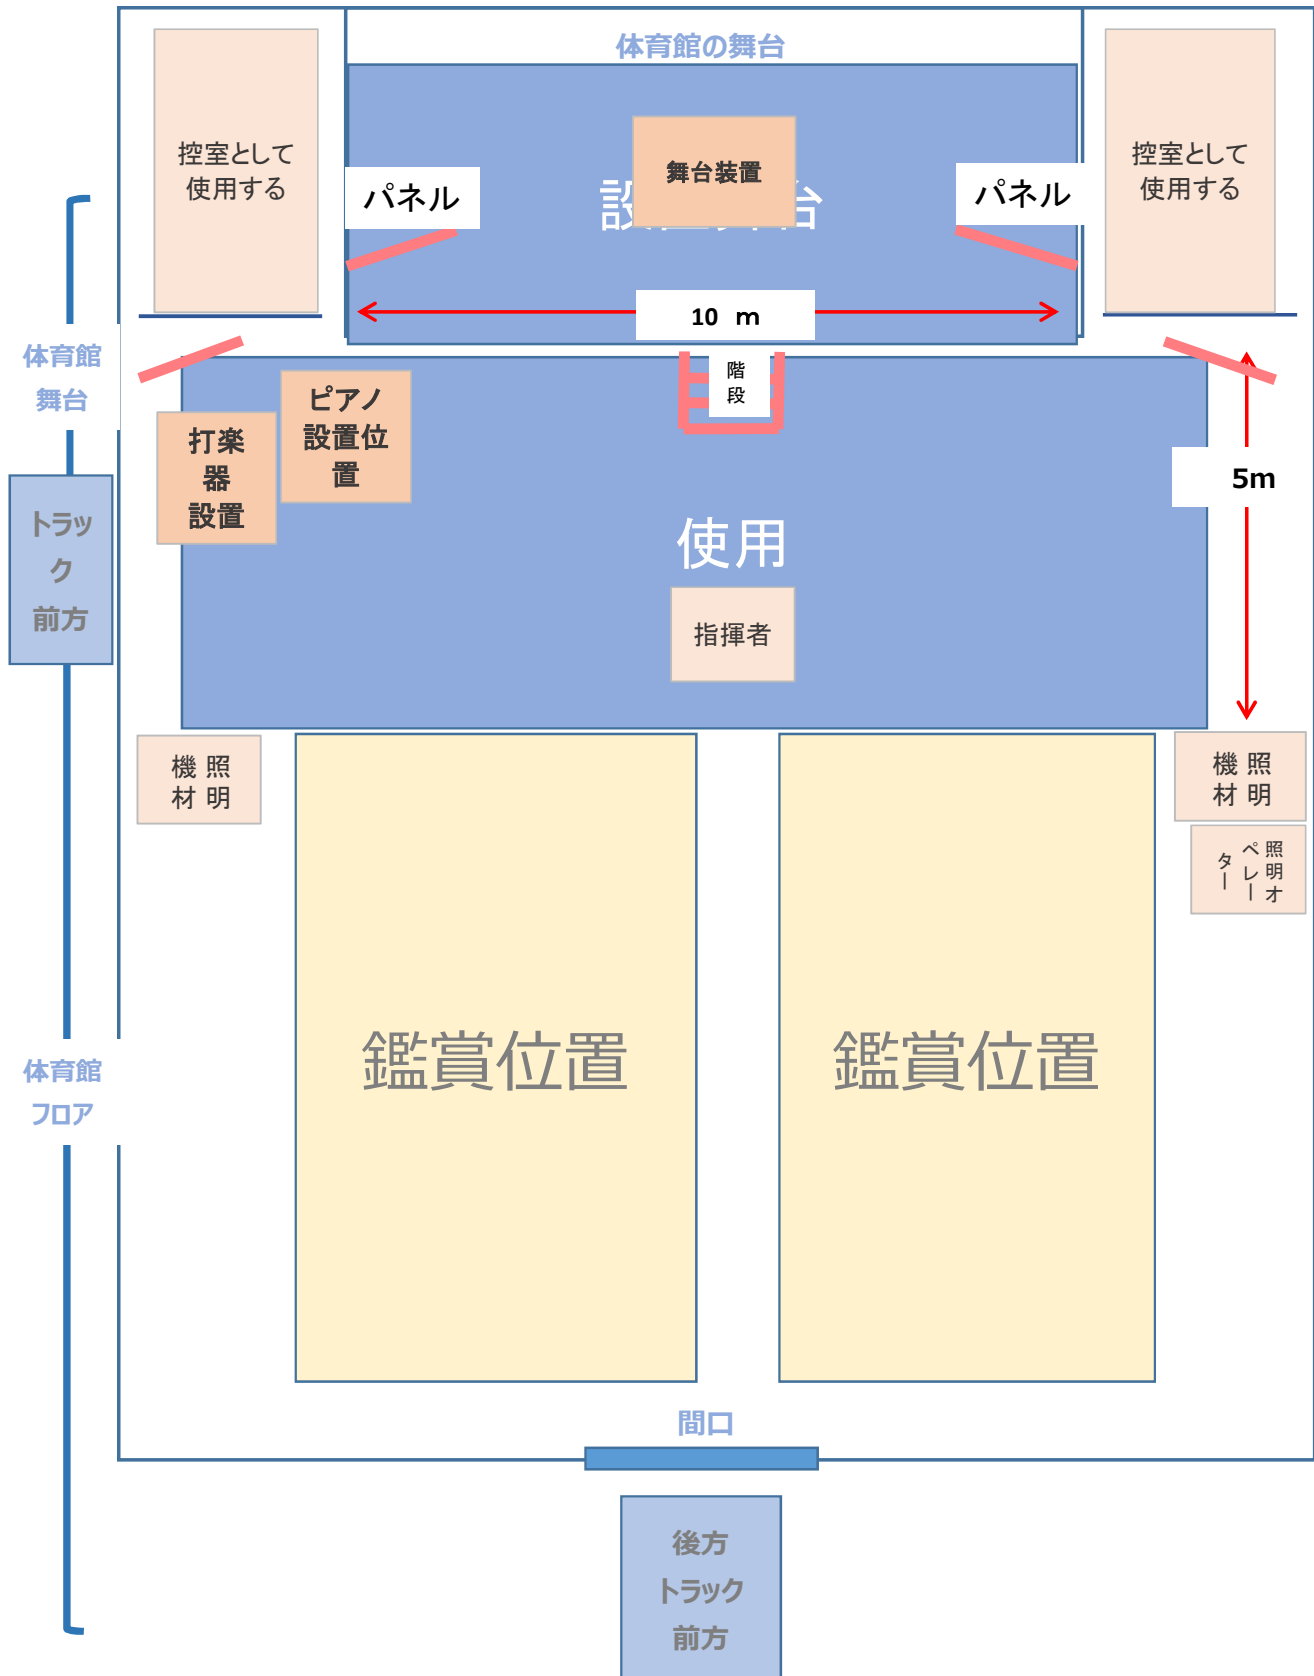 体育館の舞台
控室として
使用する
舞台装置
設
台
パネル
パネル
控室として
使用する
10 m
体育館
舞台
階
段
ピアノ
設置位
置
打楽
器
設置
5m
トラッ
ク
前方
使用
指揮者
照明
機材
照明
機材
照明オ
ペレー
ター
鑑賞位置
鑑賞位置
体育館
フロア
間口
後方
トラック
前方